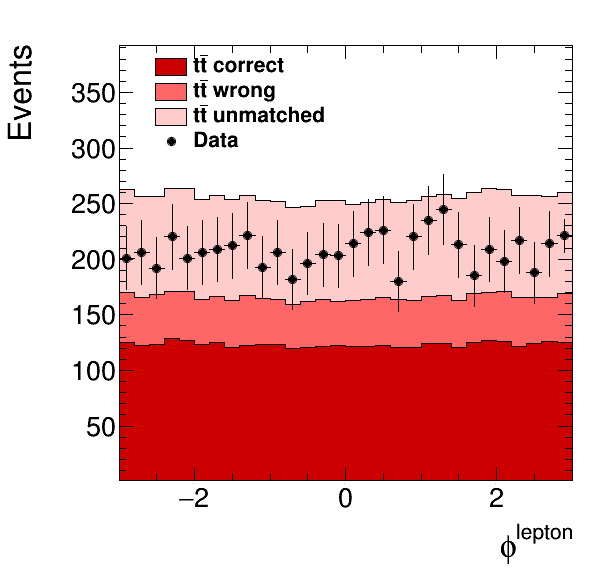 Events
tt̄ correct
tt̄ wrong
tt̄ unmatched
Data
350
300
250
200
150
100
50
−2 0 2
ϕ^lepton